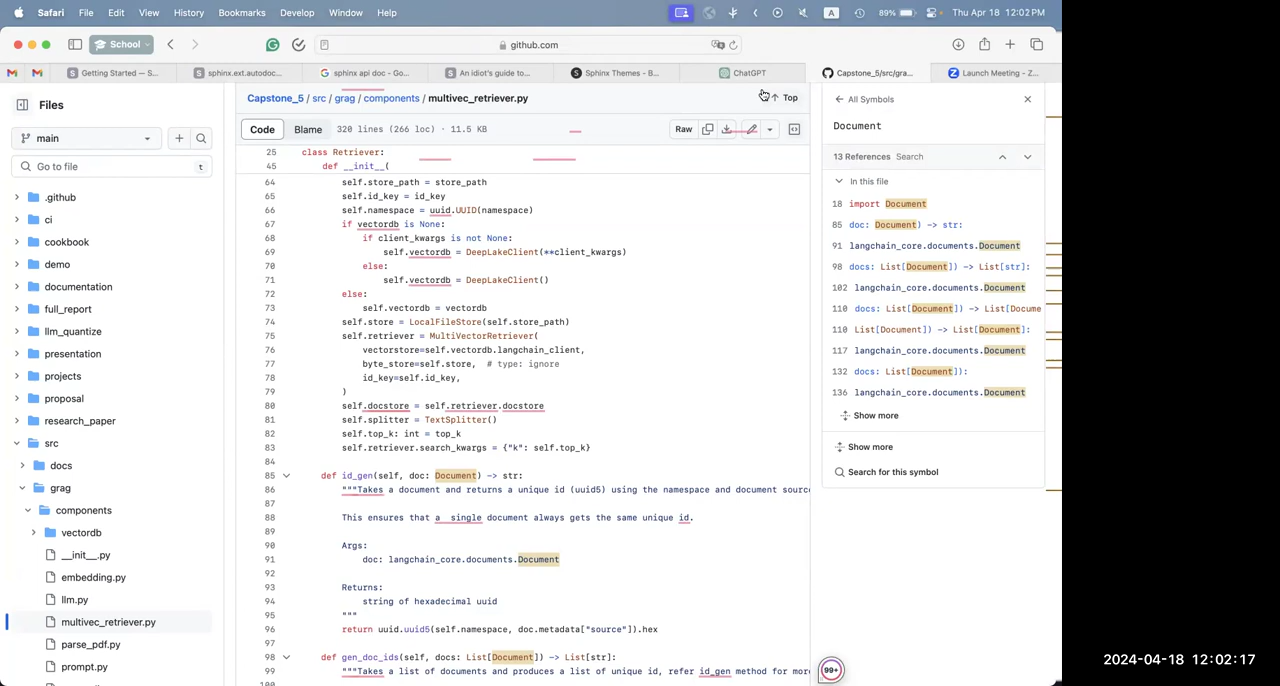 Safari File Edit View History Bookmarks Develop Window Help A 89% Thu Apr 18 12:02 PM
School github.com
Getting Started — S... sphinx.ext.autodoc... sphinx api doc - Go... An idiot's guide to... Sphinx Themes – B... ChatGPT Capstone_5/src/gra... Launch Meeting - Z...
Files
main
Go to file t
.github
ci
cookbook
demo
documentation
full_report
llm_quantize
presentation
projects
proposal
research_paper
src
docs
grag
components
vectordb
__init__.py
embedding.py
llm.py
multivec_retriever.py
parse_pdf.py
prompt.py
Capstone_5 / src / grag / components / multivec_retriever.py Top
Code Blame 320 lines (266 loc) · 11.5 KB Raw
25 class Retriever:
45 def __init__(
64 self.store_path = store_path
65 self.id_key = id_key
66 self.namespace = uuid.UUID(namespace)
67 if vectordb is None:
68 if client_kwargs is not None:
69 self.vectordb = DeepLakeClient(**client_kwargs)
70 else:
71 self.vectordb = DeepLakeClient()
72 else:
73 self.vectordb = vectordb
74 self.store = LocalFileStore(self.store_path)
75 self.retriever = MultiVectorRetriever(
76 vectorstore=self.vectordb.langchain_client,
77 byte_store=self.store, # type: ignore
78 id_key=self.id_key,
79 )
80 self.docstore = self.retriever.docstore
81 self.splitter = TextSplitter()
82 self.top_k: int = top_k
83 self.retriever.search_kwargs = {"k": self.top_k}
84
85 def id_gen(self, doc: Document) -> str:
86 """Takes a document and returns a unique id (uuid5) using the namespace and document source
87
88 This ensures that a single document always gets the same unique id.
89
90 Args:
91 doc: langchain_core.documents.Document
92
93 Returns:
94 string of hexadecimal uuid
95 """
96 return uuid.uuid5(self.namespace, doc.metadata["source"]).hex
97
98 def gen_doc_ids(self, docs: List[Document]) -> List[str]:
99 """Takes a list of documents and produces a list of unique id, refer id_gen method for more
100
All Symbols
Document
13 References Search
In this file
18 import Document
85 doc: Document) -> str:
91 langchain_core.documents.Document
98 docs: List[Document]) -> List[str]:
102 langchain_core.documents.Document
110 docs: List[Document]) -> List[Docume
110 List[Document]) -> List[Document]:
117 langchain_core.documents.Document
132 docs: List[Document]):
136 langchain_core.documents.Document
Show more
Show more
Search for this symbol
99+
2024-04-18 12:02:17